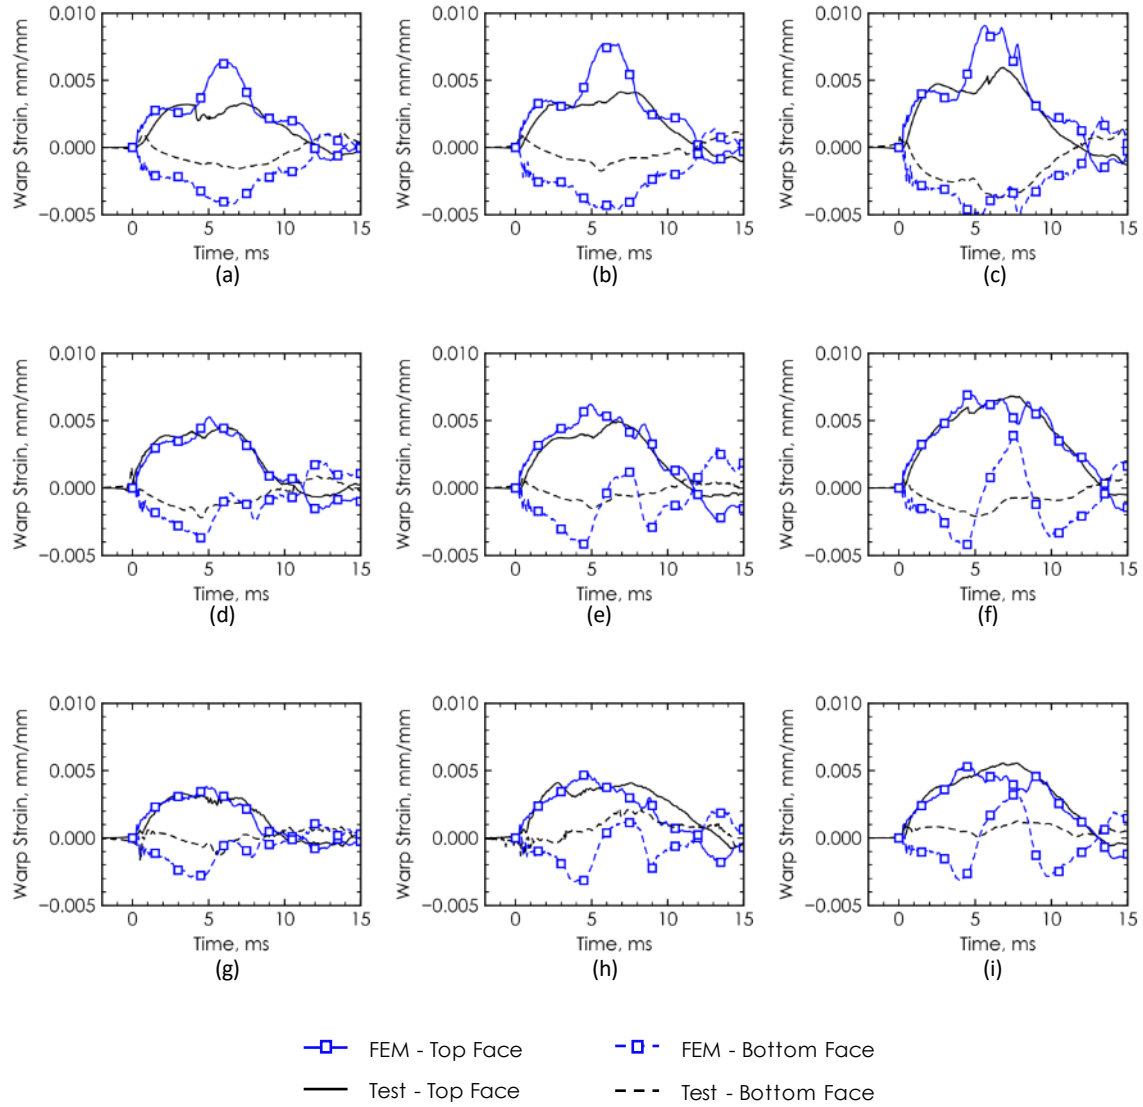 0.010
0.005
0.000
−0.005
Warp Strain, mm/mm
0 5 10 15
Time, ms
(a)
0.010
0.005
0.000
−0.005
Warp Strain, mm/mm
0 5 10 15
Time, ms
(b)
0.010
0.005
0.000
−0.005
Warp Strain, mm/mm
0 5 10 15
Time, ms
(c)
0.010
0.005
0.000
−0.005
Warp Strain, mm/mm
0 5 10 15
Time, ms
(d)
0.010
0.005
0.000
−0.005
Warp Strain, mm/mm
0 5 10 15
Time, ms
(e)
0.010
0.005
0.000
−0.005
Warp Strain, mm/mm
0 5 10 15
Time, ms
(f)
0.010
0.005
0.000
−0.005
Warp Strain, mm/mm
0 5 10 15
Time, ms
(g)
0.010
0.005
0.000
−0.005
Warp Strain, mm/mm
0 5 10 15
Time, ms
(h)
0.010
0.005
0.000
−0.005
Warp Strain, mm/mm
0 5 10 15
Time, ms
(i)
FEM - Top Face
FEM - Bottom Face
Test - Top Face
Test - Bottom Face